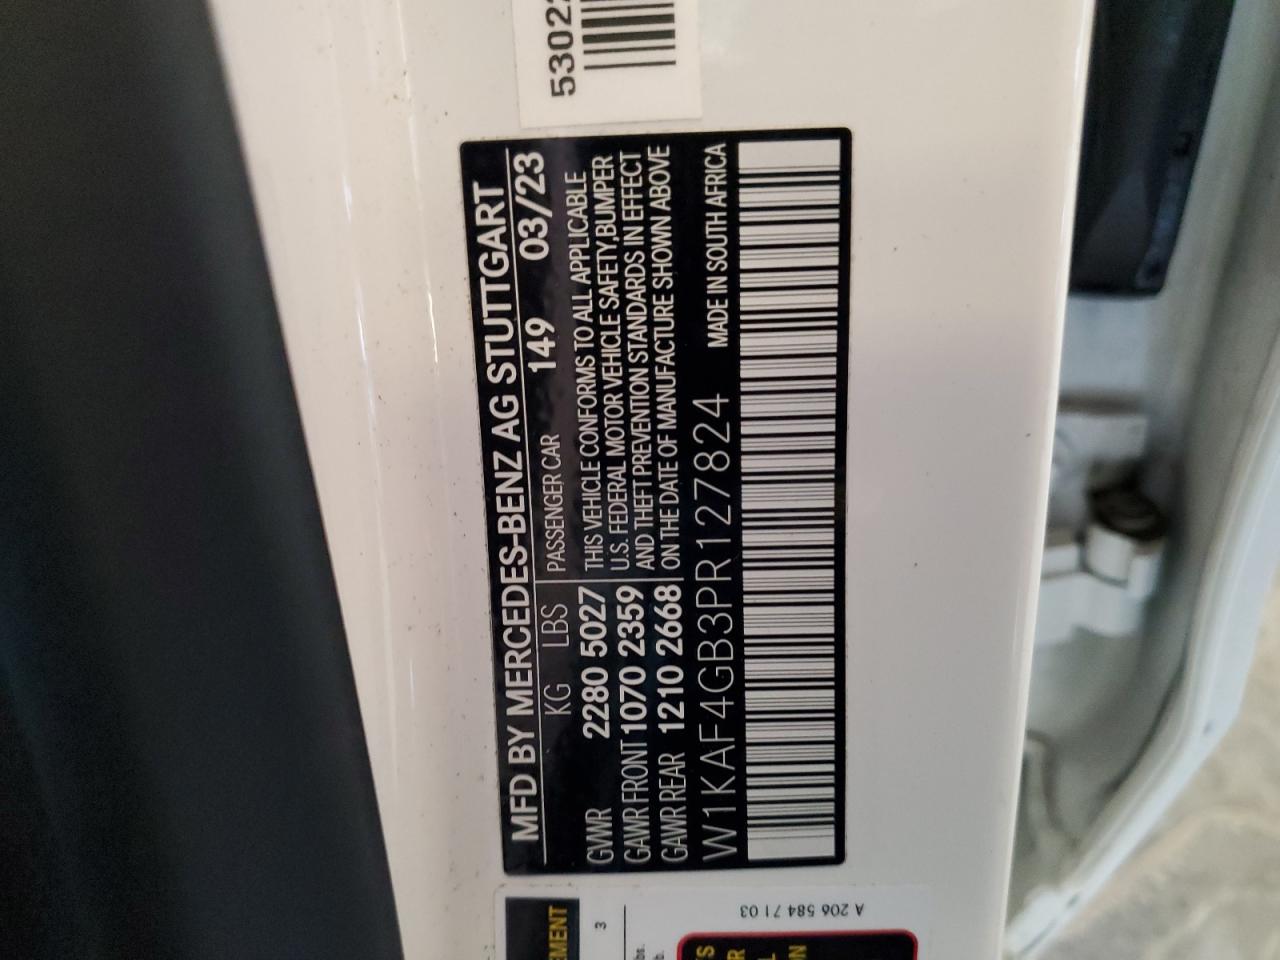 53022
MFD BY MERCEDES-BENZ AG STUTTGART
KG LBS PASSENGER CAR 149 03/23
GVWR 2280 5027 THIS VEHICLE CONFORMS TO ALL APPLICABLE
U.S. FEDERAL MOTOR VEHICLE SAFETY,BUMPER
GAWR FRONT 1070 2359 AND THEFT PREVENTION STANDARDS IN EFFECT
GAWR REAR 1210 2668 ON THE DATE OF MANUFACTURE SHOWN ABOVE
W1KAF4GB3PR127824 MADE IN SOUTH AFRICA
A 206 584 71 03
3